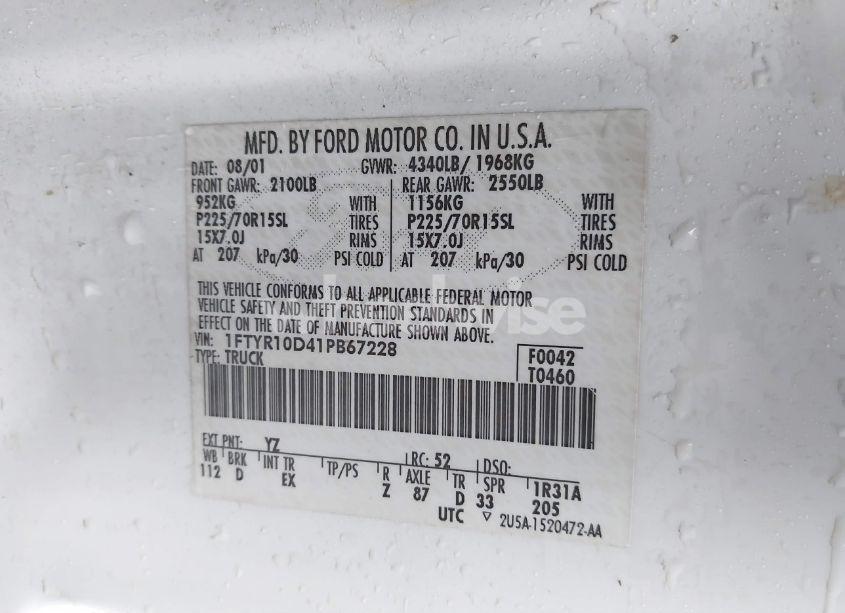 MFD. BY FORD MOTOR CO. IN U.S.A.
DATE: 08/01 GVWR: 4340LB/ 1968KG
FRONT GAWR: 2100LB REAR GAWR: 2550LB
952KG WITH 1156KG WITH
P225/70R15SL TIRES P225/70R15SL TIRES
15X7.0J RIMS 15X7.0J RIMS
AT 207 kPa/30 PSI COLD AT 207 kPa/30 PSI COLD
THIS VEHICLE CONFORMS TO ALL APPLICABLE FEDERAL MOTOR
VEHICLE SAFETY AND THEFT PREVENTION STANDARDS IN
EFFECT ON THE DATE OF MANUFACTURE SHOWN ABOVE.
VIN: 1FTYR10D41PB67228 F0042
TYPE: TRUCK T0460
EXT PNT: YZ RC: 52 DSO:
WB BRK INT TR TP/PS R AXLE TR SPR 1R31A
112 D EX Z 87 D 33 205
UTC ▽ 2U5A-1520472-AA